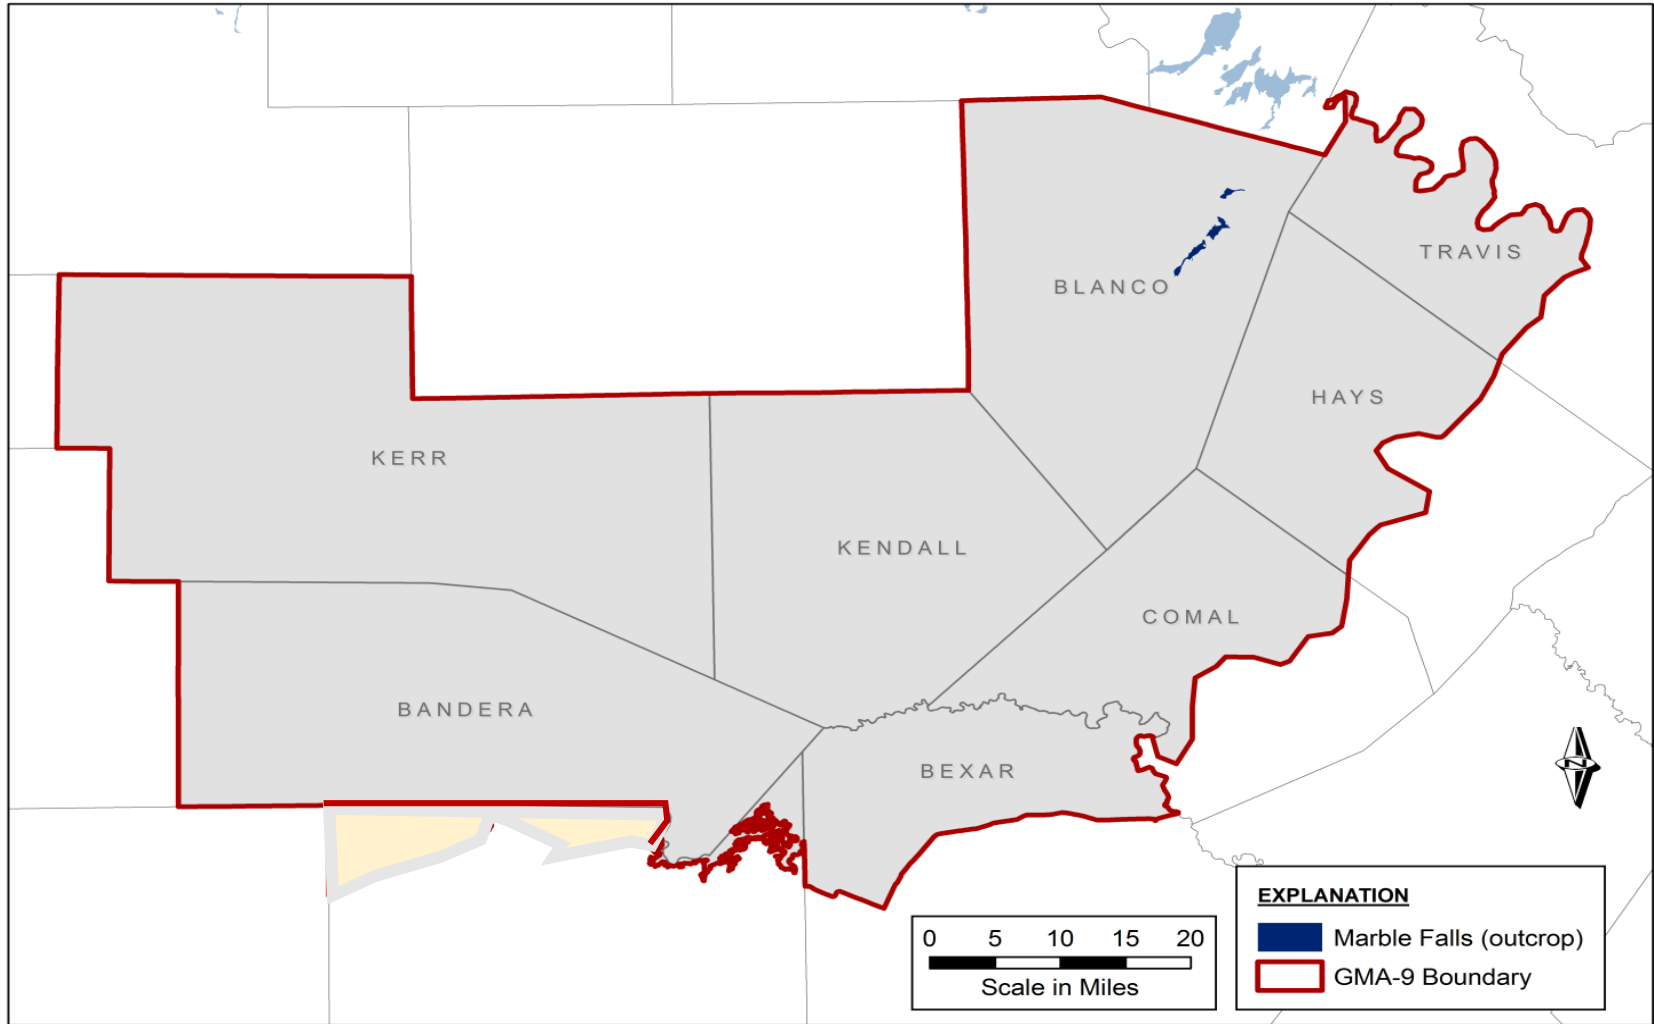 TRAVIS
BLANCO
HAYS
KERR
KENDALL
COMAL
BANDERA
BEXAR
N
EXPLANATION
Marble Falls (outcrop)
GMA-9 Boundary
0 5 10 15 20
Scale in Miles